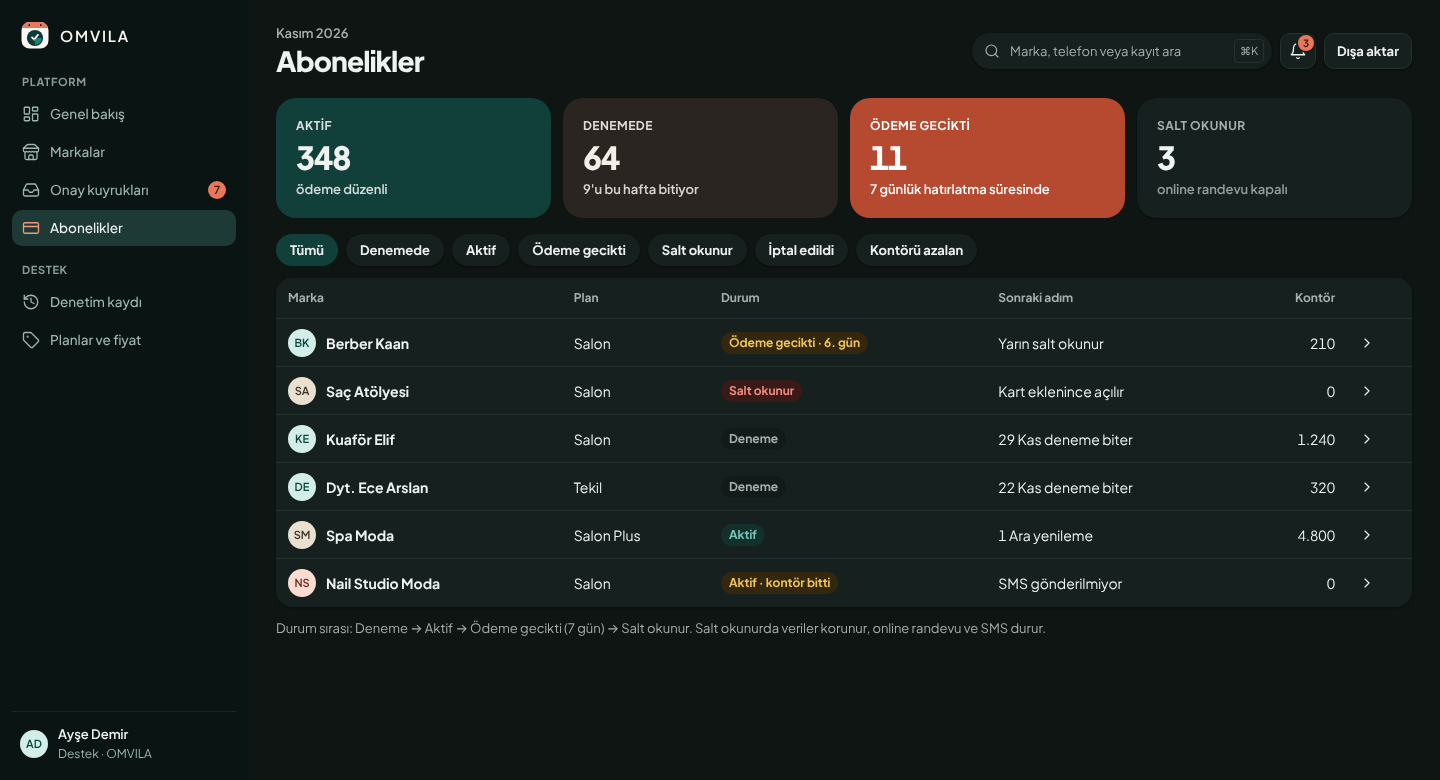 OMVILA
PLATFORM
Genel bakış
Markalar
Onay kuyrukları 7
Abonelikler
DESTEK
Denetim kaydı
Planlar ve fiyat
AD Ayşe Demir
Destek · OMVILA
Kasım 2026
Abonelikler
Marka, telefon veya kayıt ara ⌘K
3
Dışa aktar
AKTİF
348
ödeme düzenli
DENEMEDE
64
9'u bu hafta bitiyor
ÖDEME GECİKTİ
11
7 günlük hatırlatma süresinde
SALT OKUNUR
3
online randevu kapalı
Tümü Denemede Aktif Ödeme gecikti Salt okunur İptal edildi Kontörü azalan
Marka Plan Durum Sonraki adım Kontör
BK Berber Kaan Salon Ödeme gecikti · 6. gün Yarın salt okunur 210
SA Saç Atölyesi Salon Salt okunur Kart eklenince açılır 0
KE Kuaför Elif Salon Deneme 29 Kas deneme biter 1.240
DE Dyt. Ece Arslan Tekil Deneme 22 Kas deneme biter 320
SM Spa Moda Salon Plus Aktif 1 Ara yenileme 4.800
NS Nail Studio Moda Salon Aktif · kontör bitti SMS gönderilmiyor 0
Durum sırası: Deneme → Aktif → Ödeme gecikti (7 gün) → Salt okunur. Salt okunurda veriler korunur, online randevu ve SMS durur.